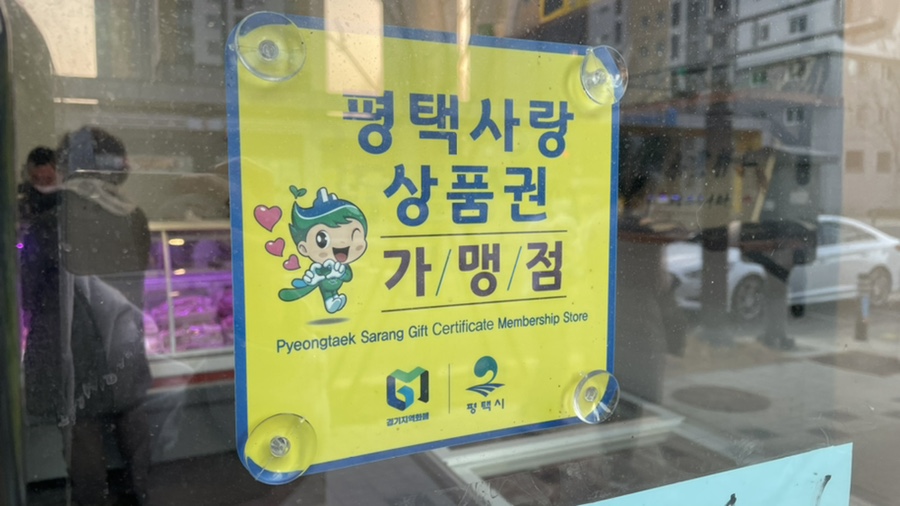 평택사랑
상품권
가/맹/점
Pyeongtaek Sarang Gift Certificate Membership Store
경기지역화폐
평택시